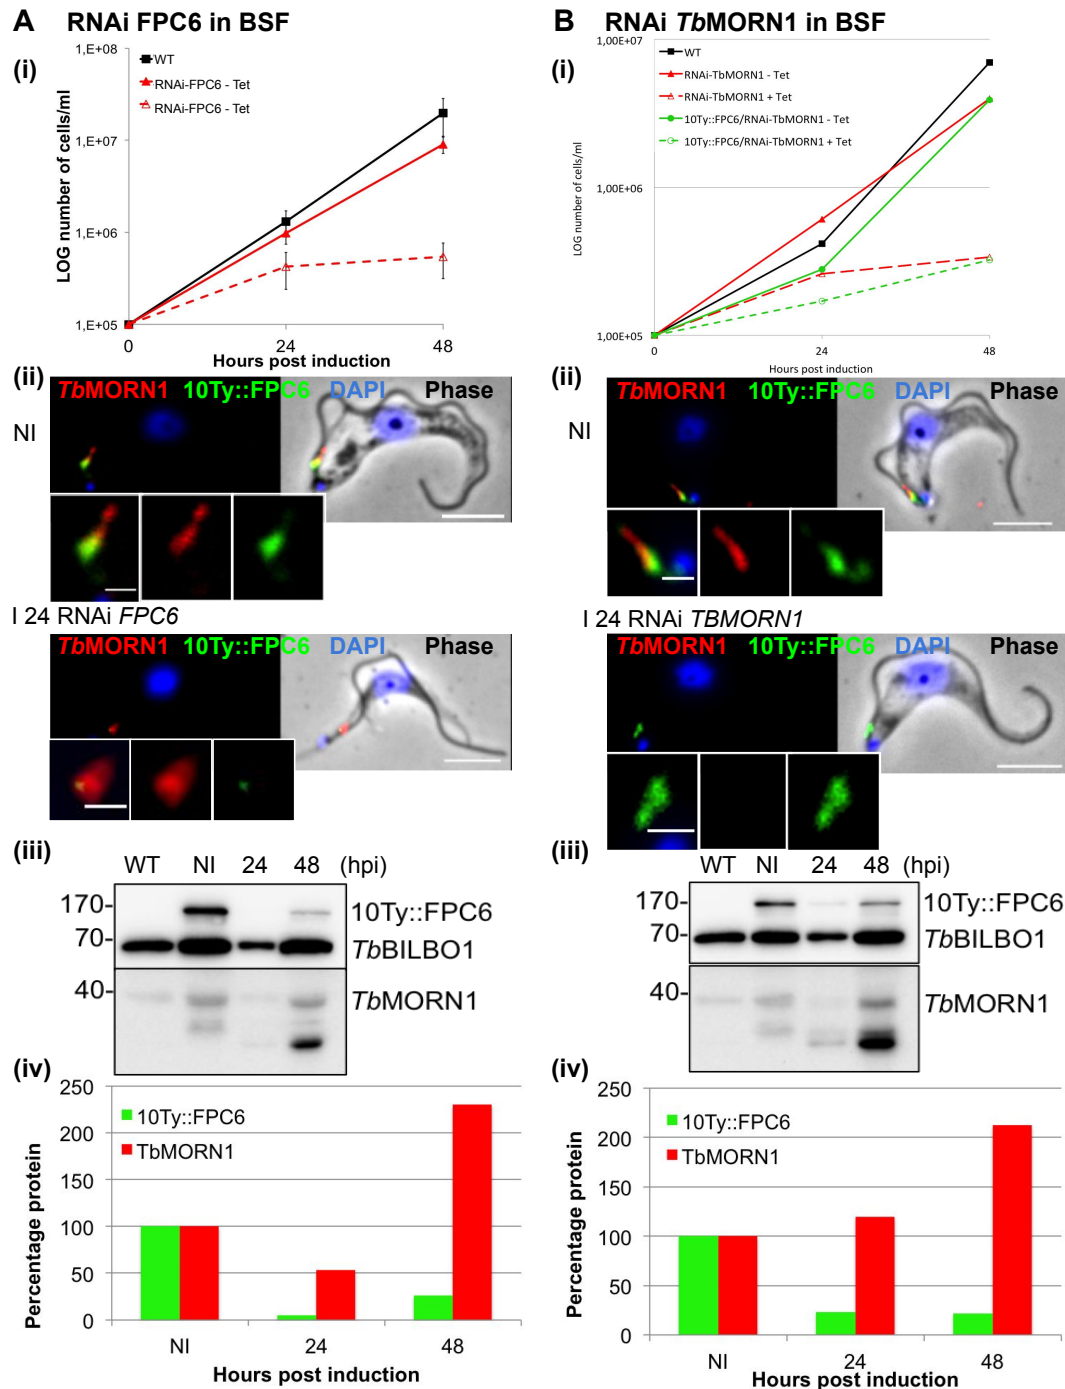 A RNAi FPC6 in BSF
(i)
1,E+08
1,E+07
1,E+06
1,E+05
LOG number of cells/ml
WT
RNAi-FPC6 - Tet
RNAi-FPC6 - Tet
0 24 48
Hours post induction
(ii)
TbMORN1 10Ty::FPC6 DAPI Phase
NI
I 24 RNAi FPC6
TbMORN1 10Ty::FPC6 DAPI Phase
(iii)
WT NI 24 48 (hpi)
170- 10Ty::FPC6
70- TbBILBO1
40- TbMORN1
(iv)
250
200
150
100
50
0
Percentage protein
10Ty::FPC6
TbMORN1
NI 24 48
Hours post induction
B RNAi TbMORN1 in BSF
(i)
1,00E+07
1,00E+06
1,00E+05
LOG number of cells/ml
WT
RNAi-TbMORN1 - Tet
RNAi-TbMORN1 + Tet
10Ty::FPC6/RNAi-TbMORN1 - Tet
10Ty::FPC6/RNAi-TbMORN1 + Tet
0 24 48
Hours post induction
(ii)
TbMORN1 10Ty::FPC6 DAPI Phase
NI
I 24 RNAi TBMORN1
TbMORN1 10Ty::FPC6 DAPI Phase
(iii)
WT NI 24 48 (hpi)
170- 10Ty::FPC6
70- TbBILBO1
40- TbMORN1
(iv)
250
200
150
100
50
0
Percentage protein
10Ty::FPC6
TbMORN1
NI 24 48
Hours post induction